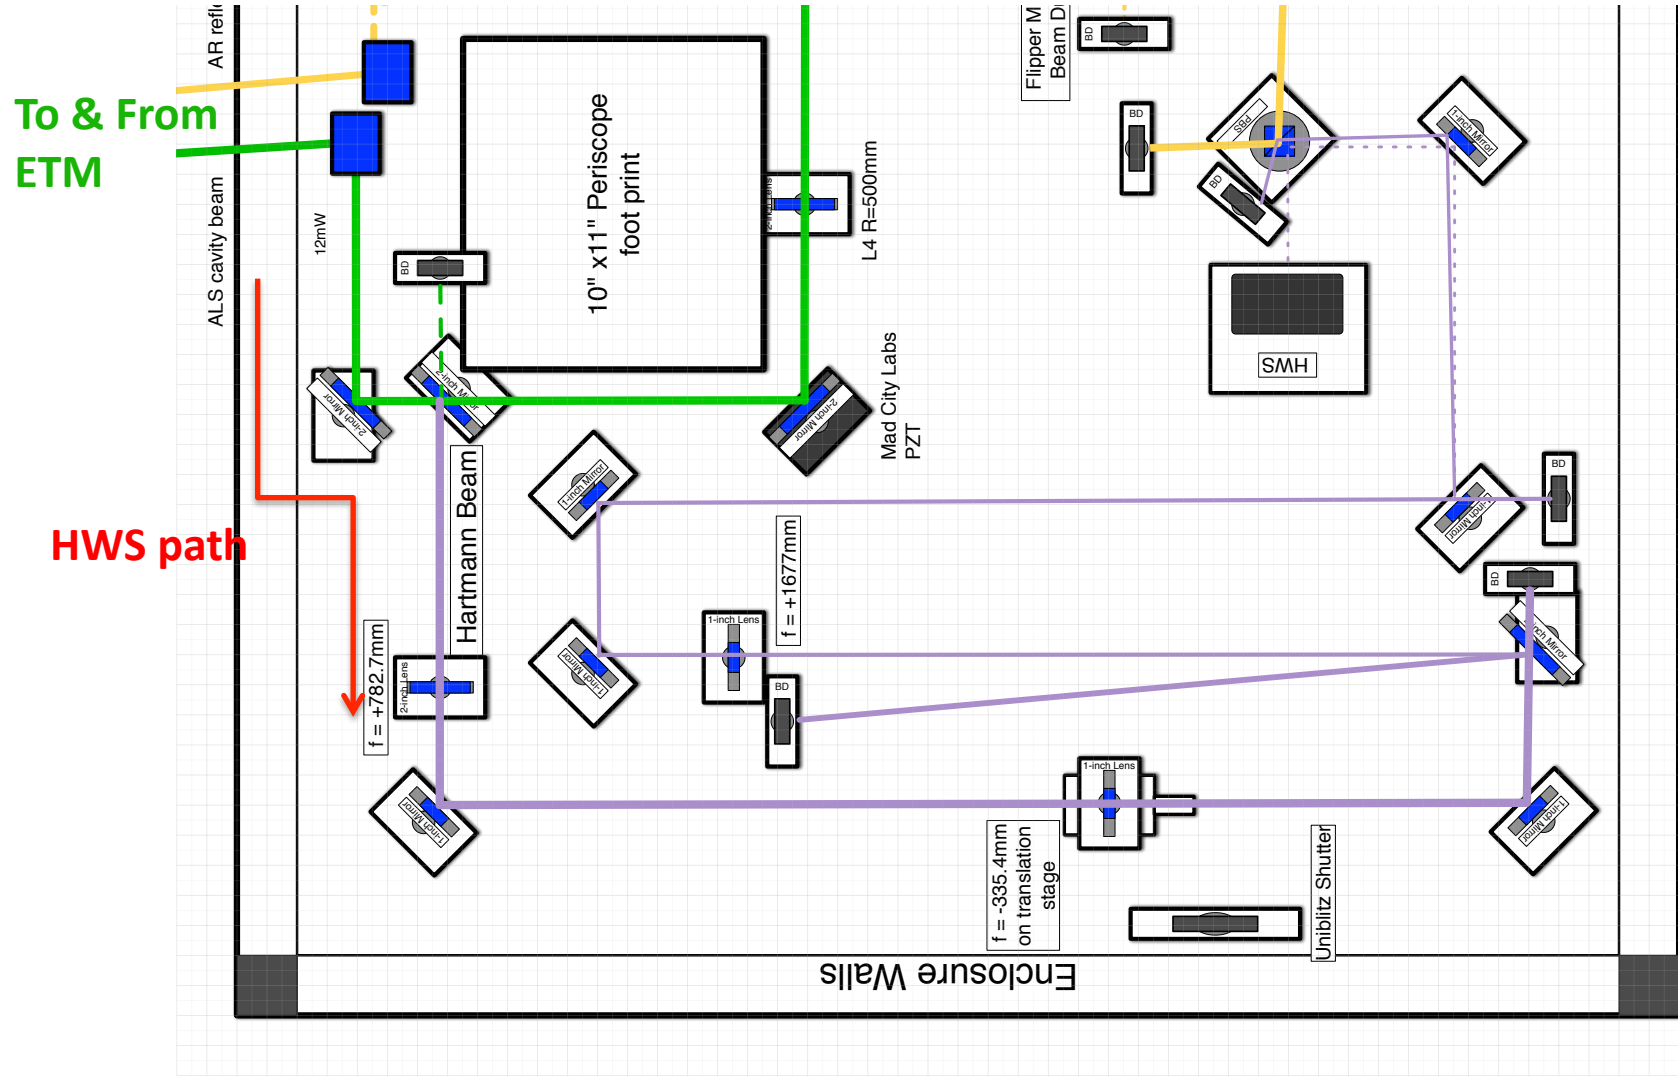 AR refl
To & From
ETM
ALS cavity beam
12mW
BD
10" x11" Periscope
foot print
2-inch Lens
L4 R=500mm
Flipper M
Beam D
BD
BD
PBS
BD
1-inch Mirror
HWS
2-inch Mirror
2-inch Mirror
2-inch Mirror
Mad City Labs
PZT
HWS path
Hartmann Beam
1-inch Mirror
f = +1677mm
1-inch Mirror
BD
BD
f = +782.7mm
2-inch Lens
1-inch Mirror
1-inch Lens
BD
-inch Mirror
1-inch Mirror
1-inch Lens
1-inch Mirror
f = -335.4mm
on translation
stage
Uniblitz Shutter
Enclosure Walls